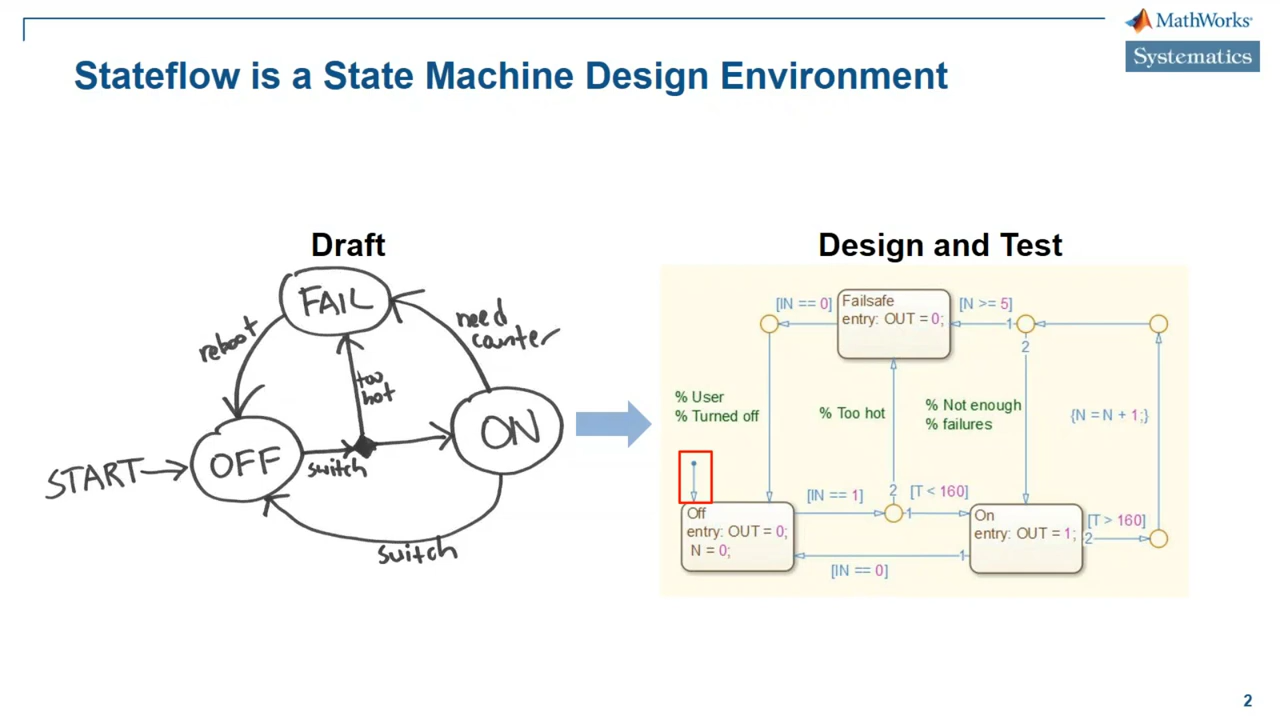 MathWorks®
Systematics
Stateflow is a State Machine Design Environment
Draft
FAIL
reboot
need
counter
too
hot
OFF
ON
START
switch
switch
Design and Test
[IN == 0]
Failsafe
entry: OUT = 0;
[N >= 5]
1
2
% User
% Turned off
% Too hot
% Not enough
% failures
{N = N + 1;}
Off
entry: OUT = 0;
N = 0;
[IN == 1]
2
1
[T < 160]
On
entry: OUT = 1;
[T > 160]
2
1
[IN == 0]
2